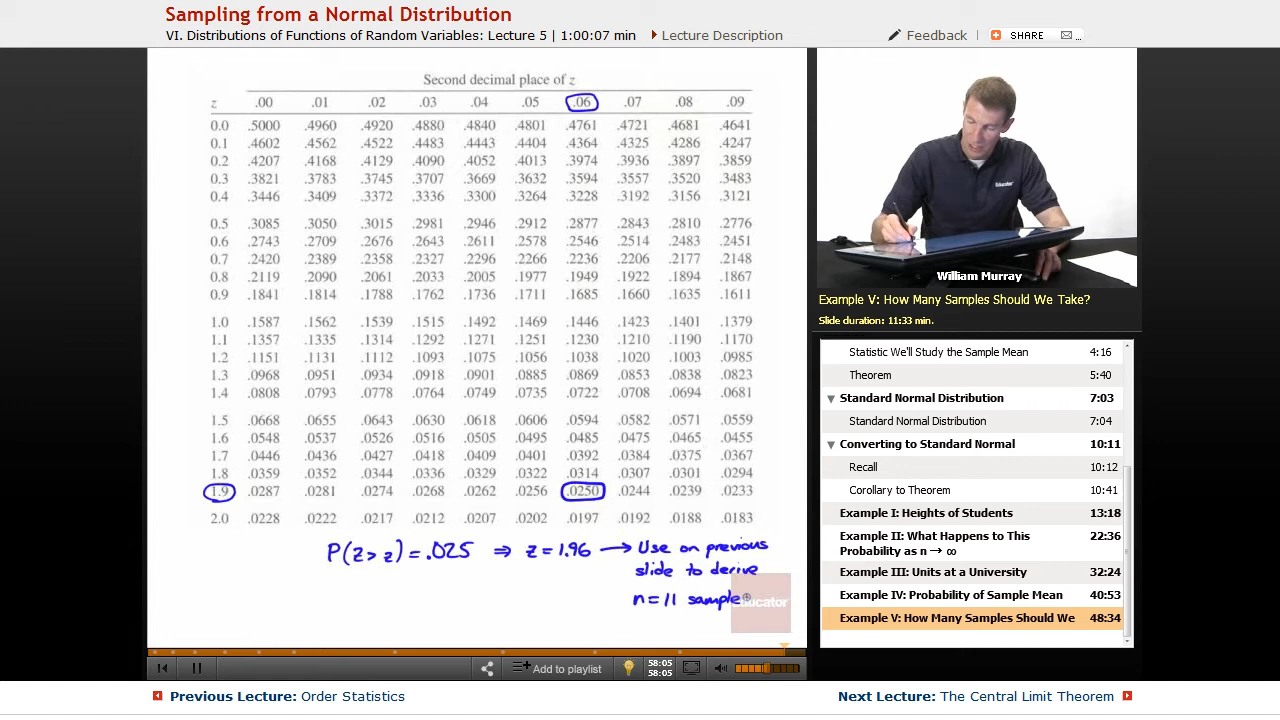 Sampling from a Normal Distribution
VI. Distributions of Functions of Random Variables: Lecture 5 | 1:00:07 min Lecture Description
Feedback | SHARE
Second decimal place of z
z .00 .01 .02 .03 .04 .05 .06 .07 .08 .09
0.0 .5000 .4960 .4920 .4880 .4840 .4801 .4761 .4721 .4681 .4641
0.1 .4602 .4562 .4522 .4483 .4443 .4404 .4364 .4325 .4286 .4247
0.2 .4207 .4168 .4129 .4090 .4052 .4013 .3974 .3936 .3897 .3859
0.3 .3821 .3783 .3745 .3707 .3669 .3632 .3594 .3557 .3520 .3483
0.4 .3446 .3409 .3372 .3336 .3300 .3264 .3228 .3192 .3156 .3121
0.5 .3085 .3050 .3015 .2981 .2946 .2912 .2877 .2843 .2810 .2776
0.6 .2743 .2709 .2676 .2643 .2611 .2578 .2546 .2514 .2483 .2451
0.7 .2420 .2389 .2358 .2327 .2296 .2266 .2236 .2206 .2177 .2148
0.8 .2119 .2090 .2061 .2033 .2005 .1977 .1949 .1922 .1894 .1867
0.9 .1841 .1814 .1788 .1762 .1736 .1711 .1685 .1660 .1635 .1611
1.0 .1587 .1562 .1539 .1515 .1492 .1469 .1446 .1423 .1401 .1379
1.1 .1357 .1335 .1314 .1292 .1271 .1251 .1230 .1210 .1190 .1170
1.2 .1151 .1131 .1112 .1093 .1075 .1056 .1038 .1020 .1003 .0985
1.3 .0968 .0951 .0934 .0918 .0901 .0885 .0869 .0853 .0838 .0823
1.4 .0808 .0793 .0778 .0764 .0749 .0735 .0722 .0708 .0694 .0681
1.5 .0668 .0655 .0643 .0630 .0618 .0606 .0594 .0582 .0571 .0559
1.6 .0548 .0537 .0526 .0516 .0505 .0495 .0485 .0475 .0465 .0455
1.7 .0446 .0436 .0427 .0418 .0409 .0401 .0392 .0384 .0375 .0367
1.8 .0359 .0352 .0344 .0336 .0329 .0322 .0314 .0307 .0301 .0294
1.9 .0287 .0281 .0274 .0268 .0262 .0256 .0250 .0244 .0239 .0233
2.0 .0228 .0222 .0217 .0212 .0207 .0202 .0197 .0192 .0188 .0183
P(Z > z) = .025 ⇒ z = 1.96 → Use on previous
slide to derive
n = 11 sample
Educator
Educator
William Murray
Example V: How Many Samples Should We Take?
Slide duration: 11:33 min.
Statistic We'll Study the Sample Mean 4:16
Theorem 5:40
Standard Normal Distribution 7:03
Standard Normal Distribution 7:04
Converting to Standard Normal 10:11
Recall 10:12
Corollary to Theorem 10:41
Example I: Heights of Students 13:18
Example II: What Happens to This
Probability as n → ∞ 22:36
Example III: Units at a University 32:24
Example IV: Probability of Sample Mean 40:53
Example V: How Many Samples Should We 48:34
Add to playlist
58:05
58:05
Previous Lecture: Order Statistics
Next Lecture: The Central Limit Theorem